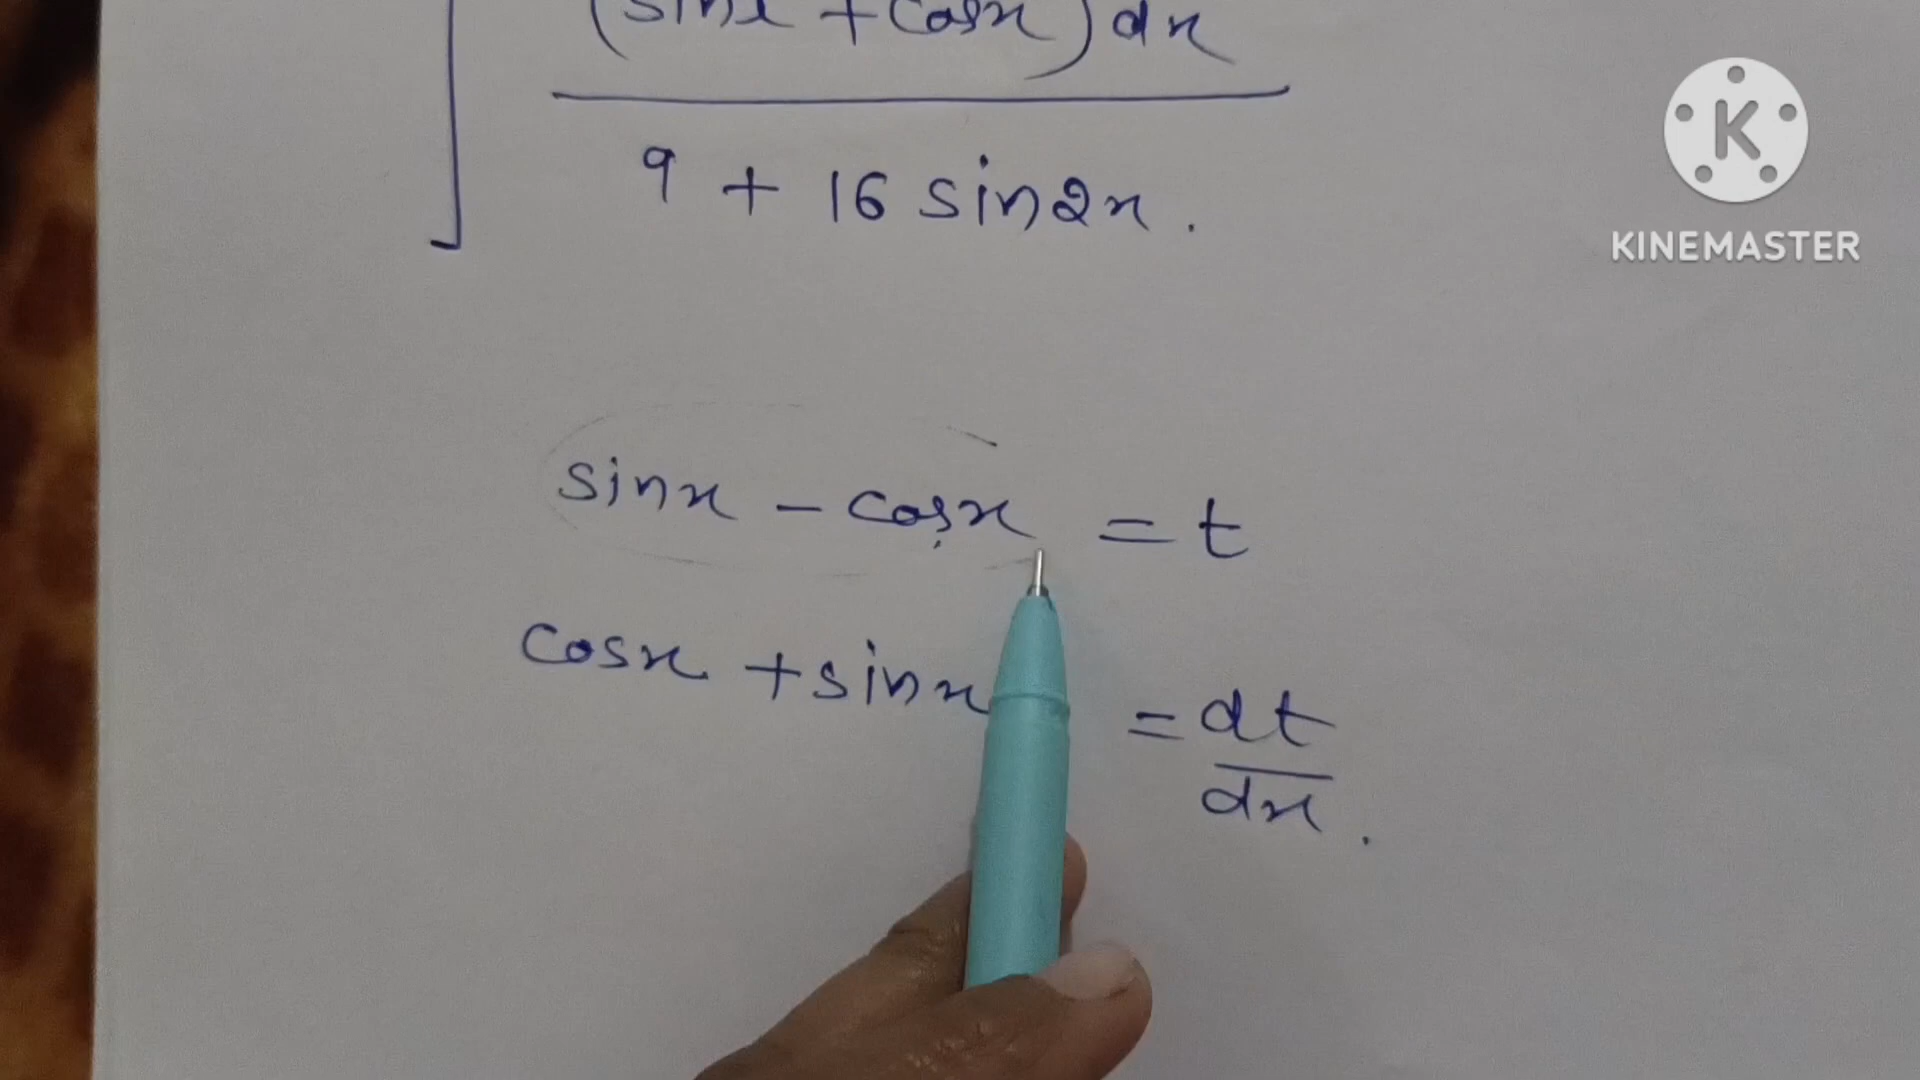 (sinx + cosx) dx
9 + 16 sin2x.
K
KINEMASTER
sinx - cosx = t
cosx + sinx = dt
dx.